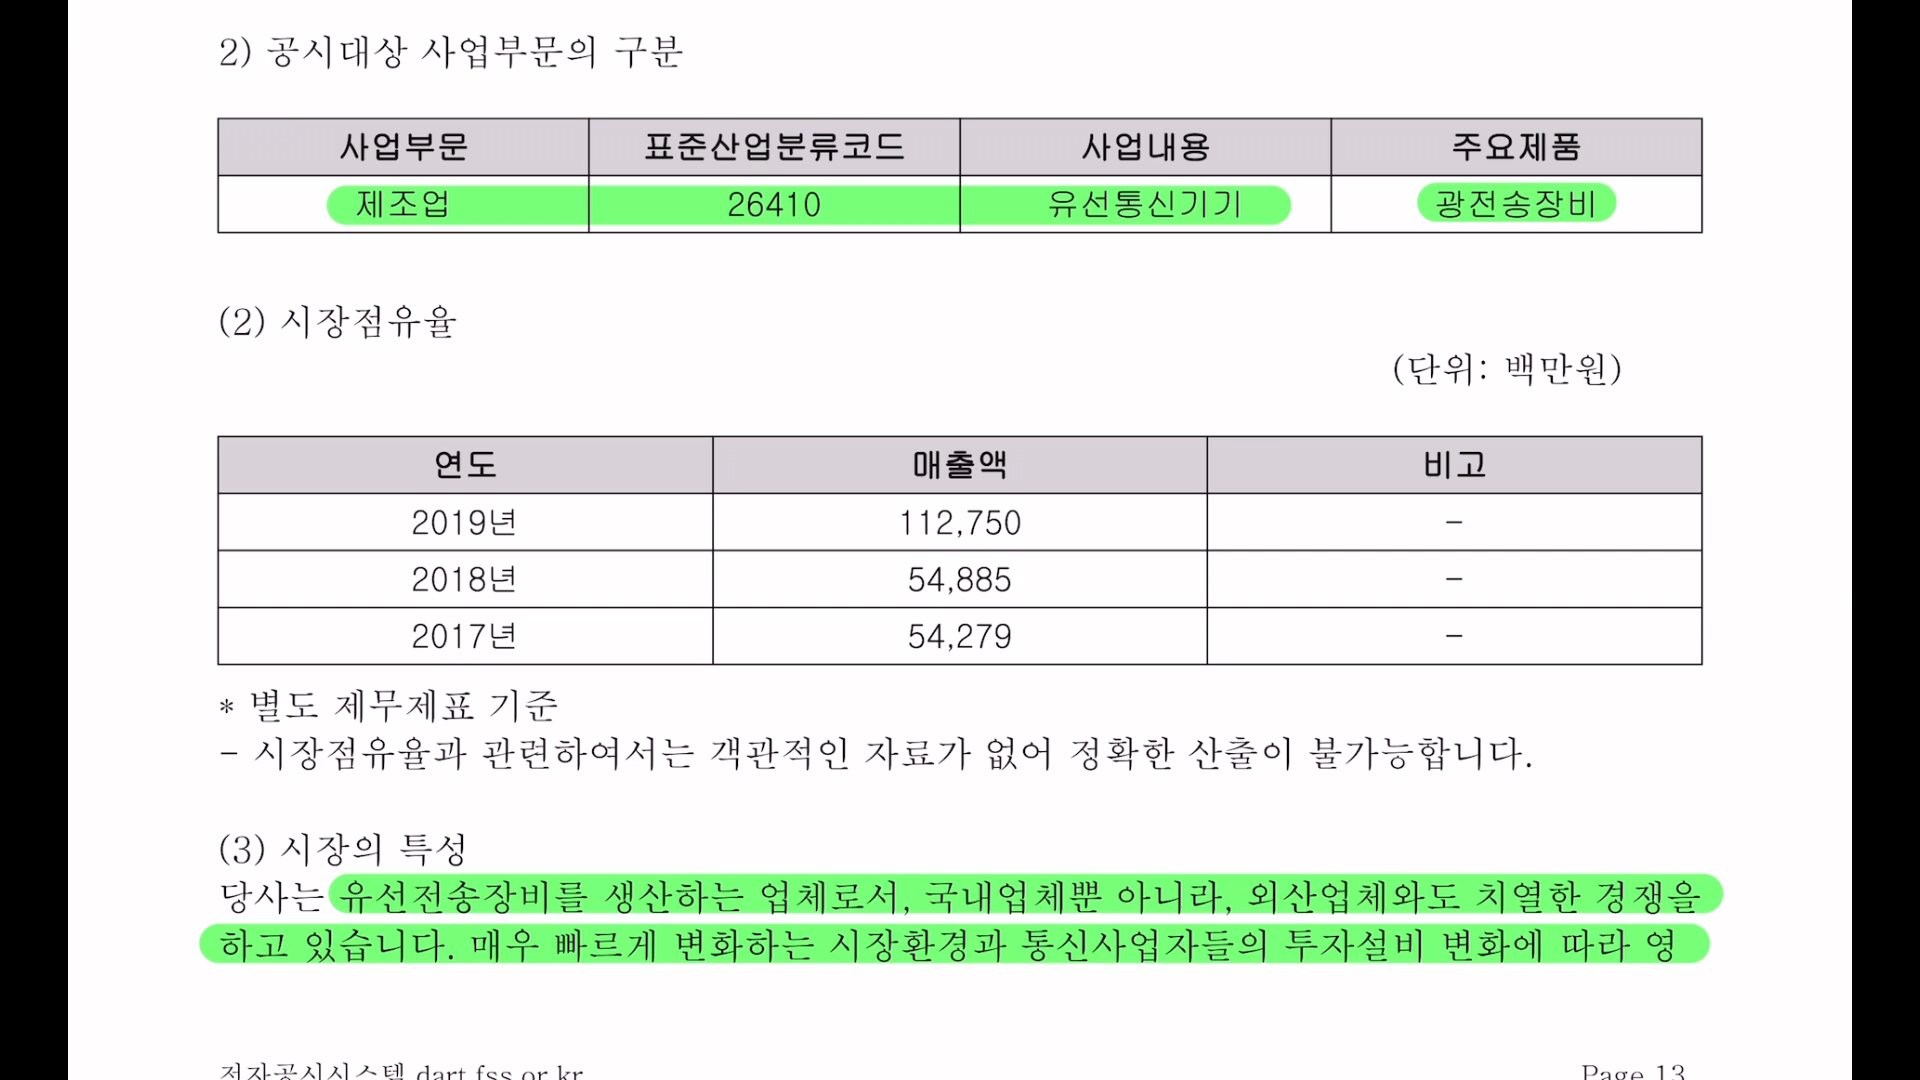 2) 공시대상 사업부문의 구분
사업부문 표준산업분류코드 사업내용 주요제품
제조업 26410 유선통신기기 광전송장비
(2) 시장점유율
(단위: 백만원)
연도 매출액 비고
2019년 112,750 -
2018년 54,885 -
2017년 54,279 -
* 별도 제무제표 기준
- 시장점유율과 관련하여서는 객관적인 자료가 없어 정확한 산출이 불가능합니다.
(3) 시장의 특성
당사는 유선전송장비를 생산하는 업체로서, 국내업체뿐 아니라, 외산업체와도 치열한 경쟁을
하고 있습니다. 매우 빠르게 변화하는 시장환경과 통신사업자들의 투자설비 변화에 따라 영
전자공시시스템 dart.fss.or.kr
Page 13